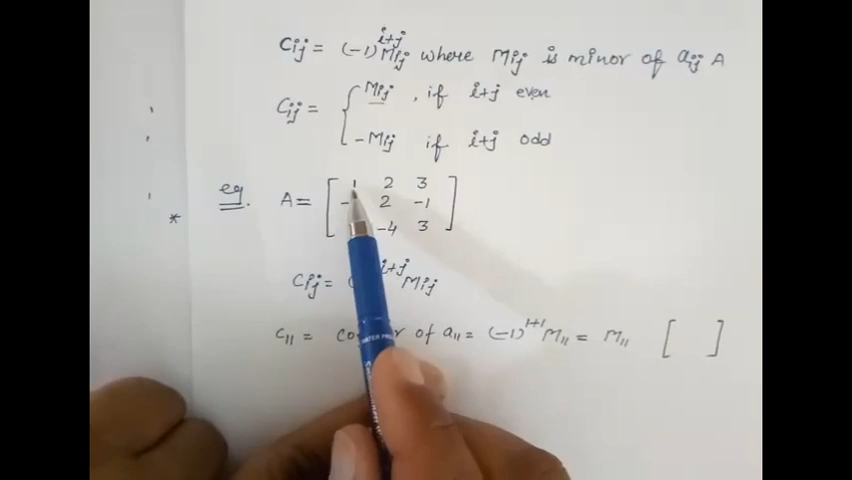 Cij = (-1)^i+j Mij where Mij is minor of aij A
Cij = { Mij , if i+j even
-Mij if i+j odd
* eg. A = [ 1 2 3
- 2 -1
-4 3 ]
Cij = ( i+j Mij
C11 = of a11 = (-1)^1+1 M11 = M11 [ ]